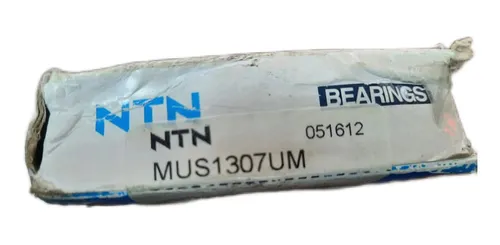 NTN
BEARINGS
NTN
051612
MUS1307UM